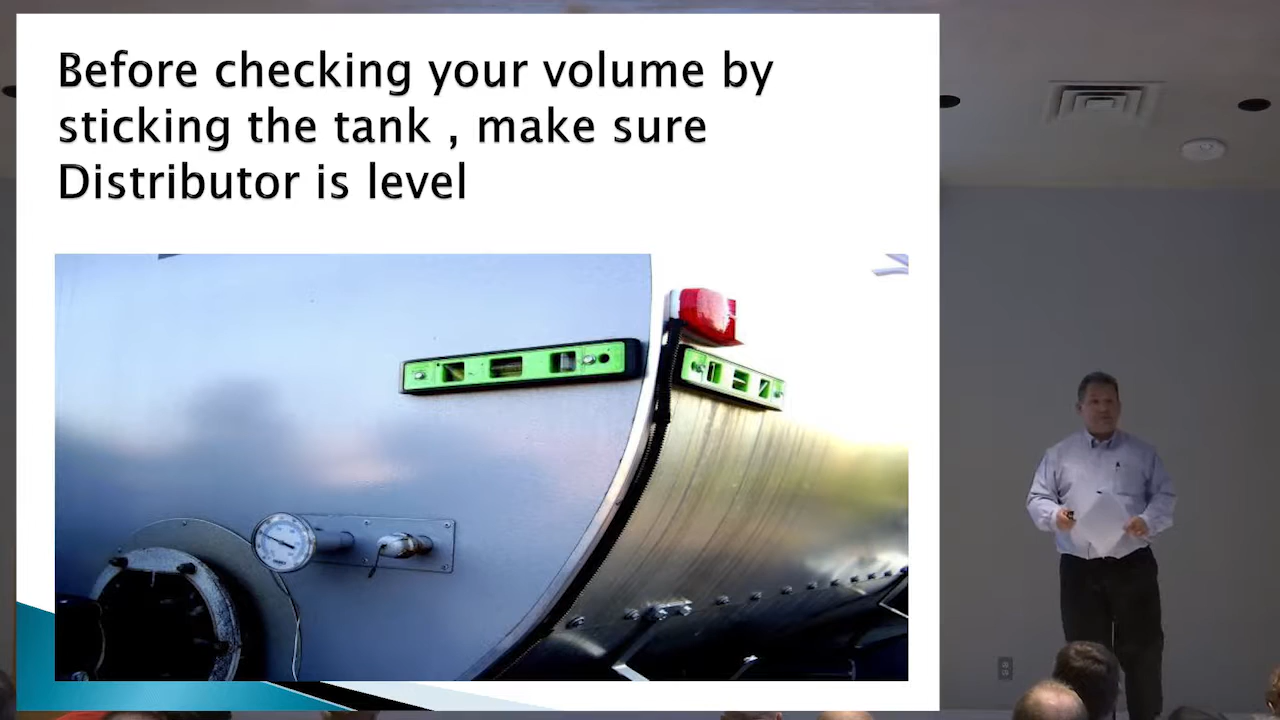 Before checking your volume by
sticking the tank , make sure
Distributor is level